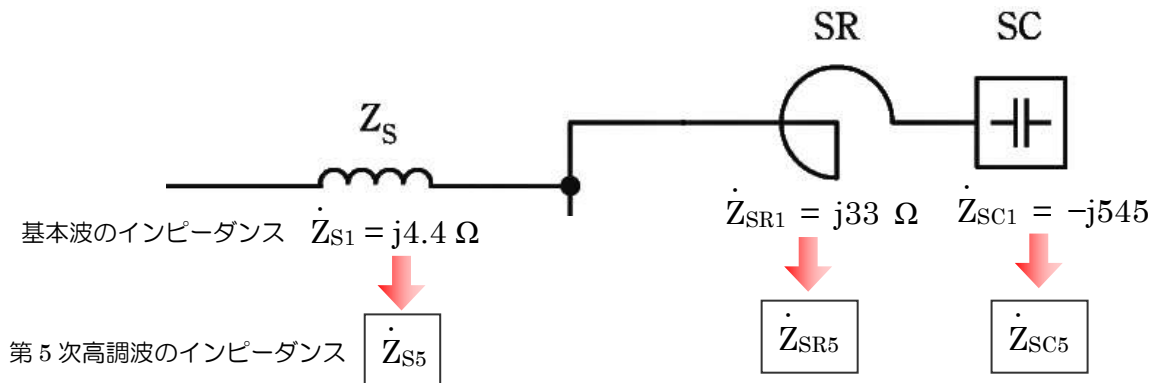 SR SC
Z_S
基本波のインピーダンス Ż_S1 = j4.4 Ω Ż_SR1 = j33 Ω Ż_SC1 = −j545
第5次高調波のインピーダンス Ż_S5 Ż_SR5 Ż_SC5